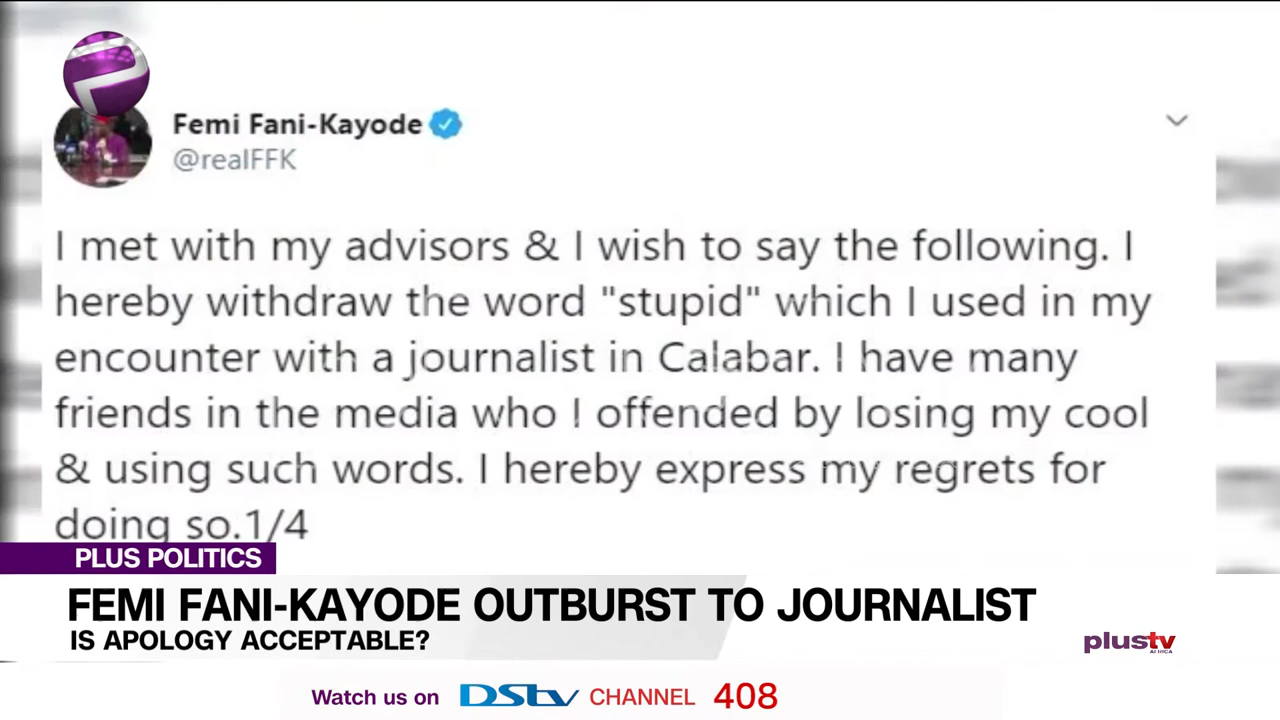 Femi Fani-Kayode
@realFFK
I met with my advisors & I wish to say the following. I
hereby withdraw the word "stupid" which I used in my
encounter with a journalist in Calabar. I have many
friends in the media who I offended by losing my cool
& using such words. I hereby express my regrets for
doing so.1/4
PLUS POLITICS
FEMI FANI-KAYODE OUTBURST TO JOURNALIST
IS APOLOGY ACCEPTABLE?
plustv
AFRICA
Watch us on DStv CHANNEL 408